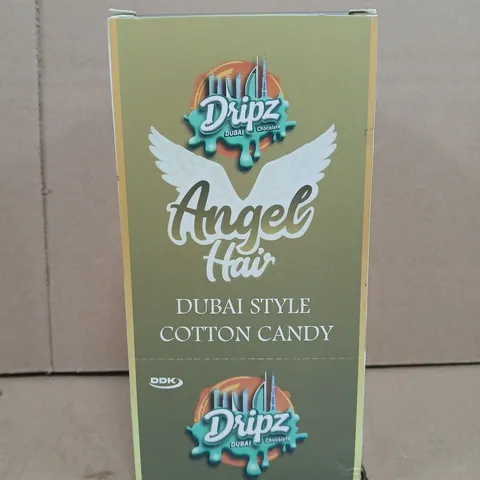 Dripz
DUBAI Chocolate
Angel
Hair
DUBAI STYLE
COTTON CANDY
DDK
Dripz
DUBAI Chocolate